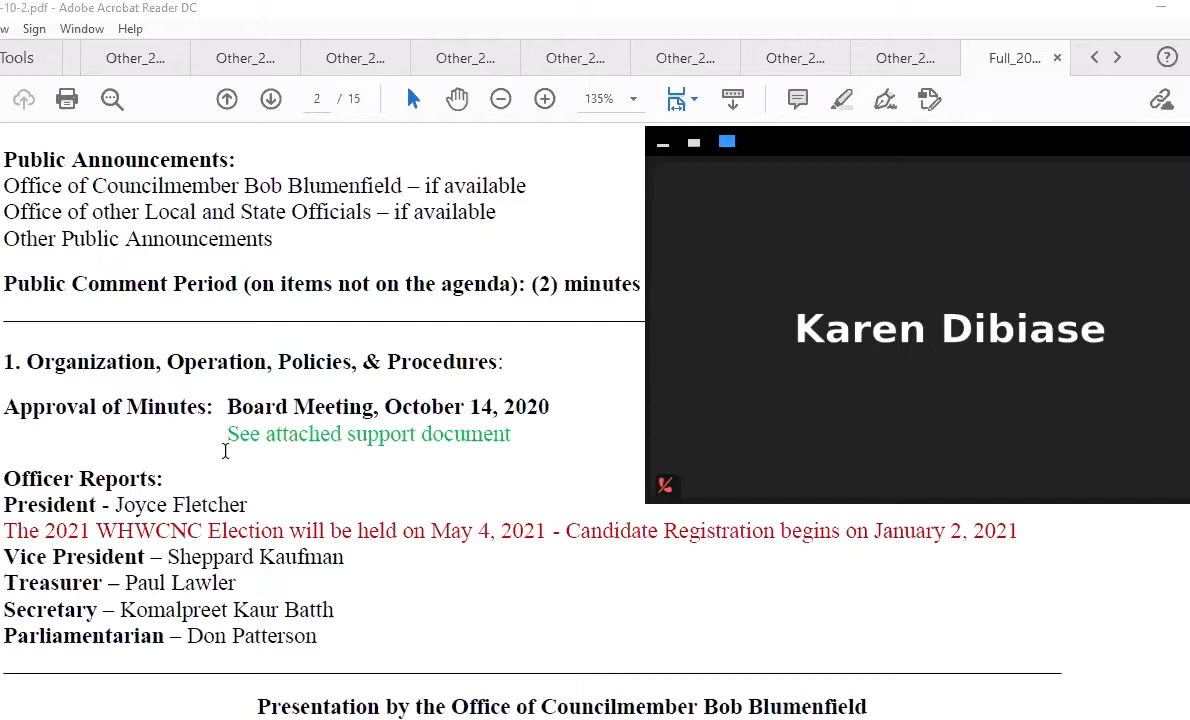 -10-2.pdf - Adobe Acrobat Reader DC
w Sign Window Help
Tools Other_2... Other_2... Other_2... Other_2... Other_2... Other_2... Other_2... Other_2... Full_20... ×
2 / 15 135%
Public Announcements:
Office of Councilmember Bob Blumenfield – if available
Office of other Local and State Officials – if available
Other Public Announcements
Public Comment Period (on items not on the agenda): (2) minutes
Karen Dibiase
1. Organization, Operation, Policies, & Procedures:
Approval of Minutes: Board Meeting, October 14, 2020
See attached support document
Officer Reports:
President - Joyce Fletcher
The 2021 WHWCNC Election will be held on May 4, 2021 - Candidate Registration begins on January 2, 2021
Vice President – Sheppard Kaufman
Treasurer – Paul Lawler
Secretary – Komalpreet Kaur Batth
Parliamentarian – Don Patterson
Presentation by the Office of Councilmember Bob Blumenfield